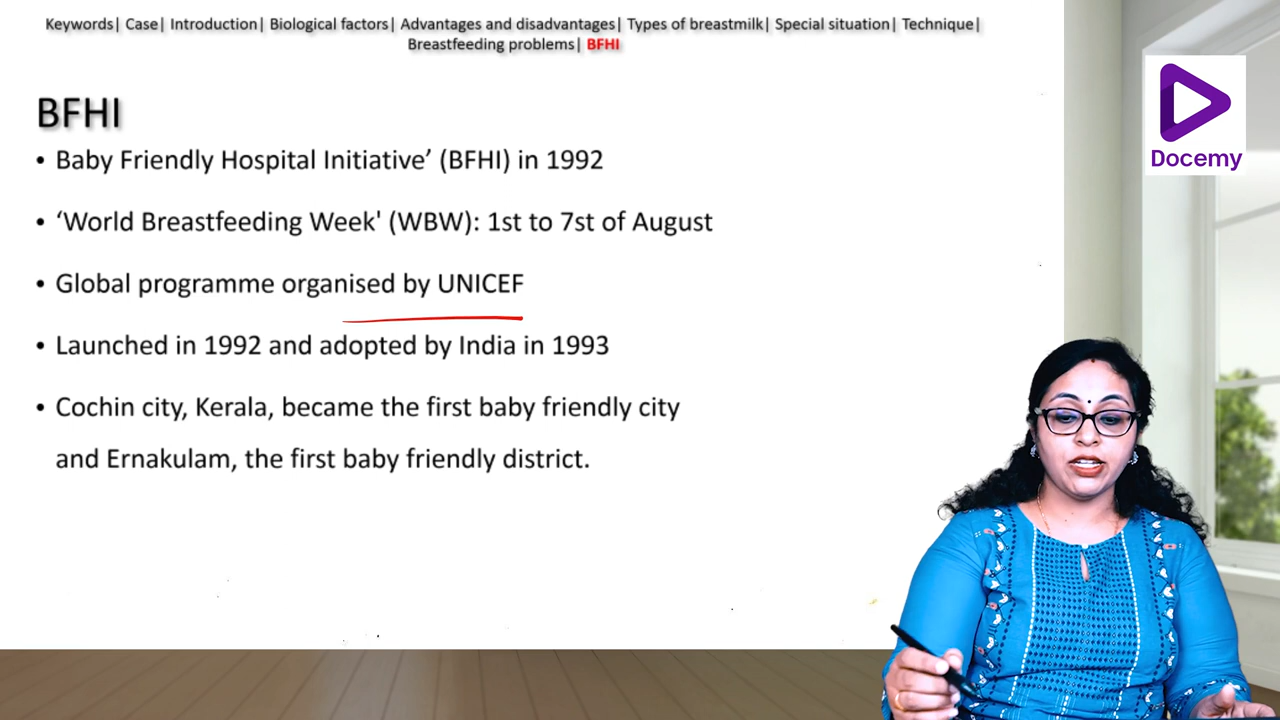 Keywords| Case| Introduction| Biological factors| Advantages and disadvantages| Types of breastmilk| Special situation| Technique|
Breastfeeding problems| BFHI
BFHI
• Baby Friendly Hospital Initiative’ (BFHI) in 1992
• ‘World Breastfeeding Week' (WBW): 1st to 7st of August
• Global programme organised by UNICEF
• Launched in 1992 and adopted by India in 1993
• Cochin city, Kerala, became the first baby friendly city
and Ernakulam, the first baby friendly district.
Docemy